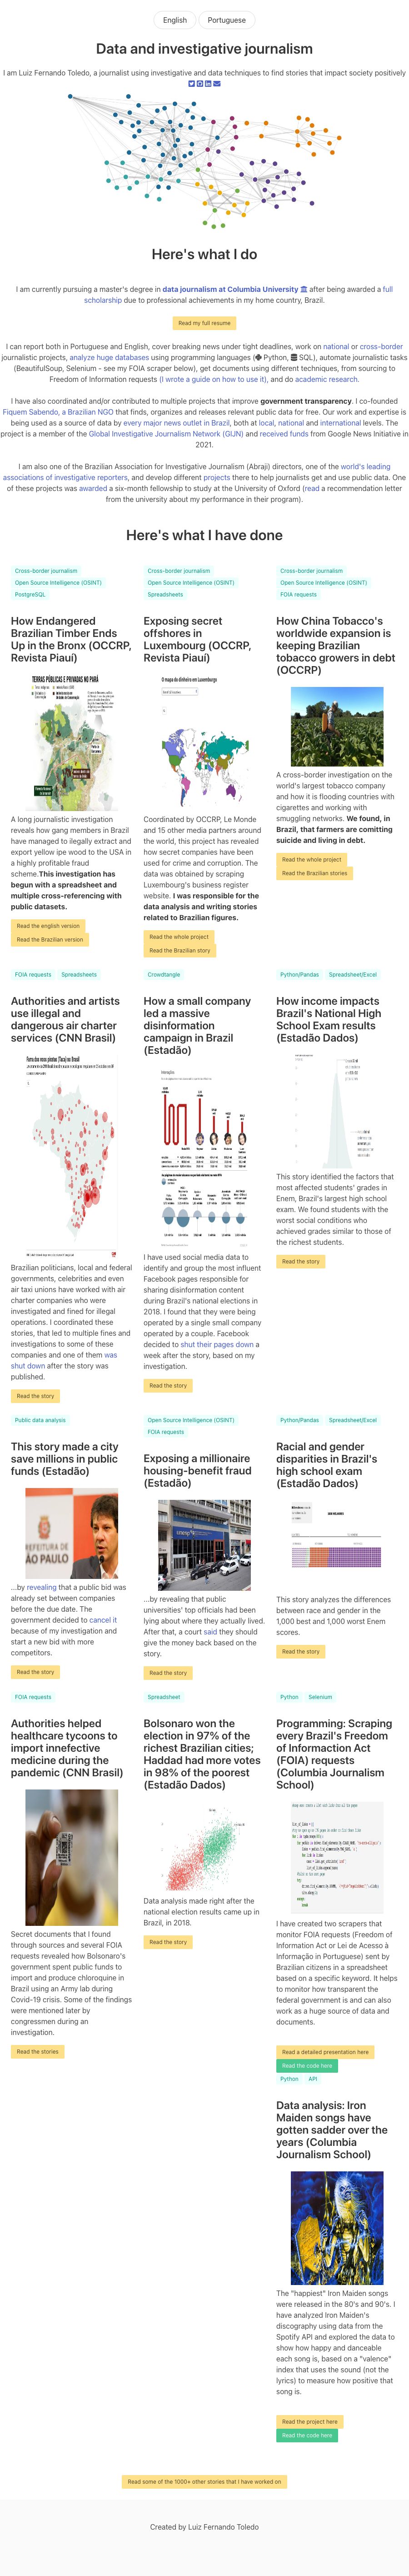 English
Portuguese
Data and investigative journalism
I am Luiz Fernando Toledo, a journalist using investigative and data techniques to find stories that impact society positively
Here's what I do
I am currently pursuing a master's degree in data journalism at Columbia University after being awarded a full
scholarship due to professional achievements in my home country, Brazil.
Read my full resume
I can report both in Portuguese and English, cover breaking news under tight deadlines, work on national or cross-border
journalistic projects, analyze huge databases using programming languages (Python, SQL), automate journalistic tasks
(BeautifulSoup, Selenium - see my FOIA scraper below), get documents using different techniques, from sourcing to
Freedom of Information requests (I wrote a guide on how to use it), and do academic research.
I have also coordinated and/or contributed to multiple projects that improve government transparency. I co-founded
Fiquem Sabendo, a Brazilian NGO that finds, organizes and releases relevant public data for free. Our work and expertise is
being used as a source of data by every major news outlet in Brazil, both at local, national and international levels. The
project is a member of the Global Investigative Journalism Network (GIJN) and received funds from Google News Initiative in
2021.
I am also one of the Brazilian Association for Investigative Journalism (Abraji) directors, one of the world's leading
associations of investigative reporters, and develop different projects there to help journalists get and use public data. One
of these projects was awarded a six-month fellowship to study at the University of Oxford (read a recommendation letter
from the university about my performance in their program).
Here's what I have done
Cross-border journalism
Open Source Intelligence (OSINT)
PostgreSQL
How Endangered
Brazilian Timber Ends
Up in the Bronx (OCCRP,
Revista Piauí)
TERRAS PÚBLICAS E PRIVADAS NO PARÁ
A long journalistic investigation
reveals how gang members in Brazil
have managed to ilegally extract and
export yellow ipe wood to the USA in
a highly profitable fraud
scheme.This investigation has
begun with a spreadsheet and
multiple cross-referencing with
public datasets.
Read the english version
Read the Brazilian version
Cross-border journalism
Open Source Intelligence (OSINT)
Spreadsheets
Exposing secret
offshores in
Luxembourg (OCCRP,
Revista Piauí)
O mapa do dinheiro em Luxemburgo
Coordinated by OCCRP, Le Monde
and 15 other media partners around
the world, this project has revealed
how secret companies have been
used for crime and corruption. The
data was obtained by scraping
Luxembourg's business register
website. I was responsible for the
data analysis and writing stories
related to Brazilian figures.
Read the whole project
Read the Brazilian story
Cross-border journalism
Open Source Intelligence (OSINT)
FOIA requests
How China Tobacco's
worldwide expansion is
keeping Brazilian
tobacco growers in debt
(OCCRP)
A cross-border investigation on the
world's largest tobacco company
and how it is flooding countries with
cigarettes and working with
smuggling networks. We found, in
Brazil, that farmers are comitting
suicide and living in debt.
Read the whole project
Read the Brazilian stories
FOIA requests
Spreadsheets
Authorities and artists
use illegal and
dangerous air charter
services (CNN Brasil)
Brazilian politicians, local and federal
governments, celebrities and even
air taxi unions have worked with air
charter companies who were
investigated and fined for illegal
operations. I coordinated these
stories, that led to multiple fines and
investigations to some of these
companies and one of them was
shut down after the story was
published.
Read the story
Crowdtangle
How a small company
led a massive
disinformation
campaign in Brazil
(Estadão)
I have used social media data to
identify and group the most influent
Facebook pages responsible for
sharing disinformation content
during Brazil's national elections in
2018. I found that they were being
operated by a single small company
operated by a couple. Facebook
decided to shut their pages down a
week after the story, based on my
investigation.
Read the story
Python/Pandas
Spreadsheet/Excel
How income impacts
Brazil's National High
School Exam results
(Estadão Dados)
This story identified the factors that
most affected students' grades in
Enem, Brazil's largest high school
exam. We found students with the
worst social conditions who
achieved grades similar to those of
the richest students.
Read the story
Public data analysis
This story made a city
save millions in public
funds (Estadão)
PREFEITURA DE
SÃO PAULO
...by revealing that a public bid was
already set between companies
before the due date. The
government decided to cancel it
because of my investigation and
start a new bid with more
competitors.
Read the story
Open Source Intelligence (OSINT)
FOIA requests
Exposing a millionaire
housing-benefit fraud
(Estadão)
unesp
...by revealing that public
universities' top officials had been
lying about where they actually lived.
After that, a court said they should
give the money back based on the
story.
Read the story
Python/Pandas
Spreadsheet/Excel
Racial and gender
disparities in Brazil's
high school exam
(Estadão Dados)
This story analyzes the differences
between race and gender in the
1,000 best and 1,000 worst Enem
scores.
Read the story
FOIA requests
Authorities helped
healthcare tycoons to
import innefective
medicine during the
pandemic (CNN Brasil)
Secret documents that I found
through sources and several FOIA
requests revealed how Bolsonaro's
government spent public funds to
import and produce chloroquine in
Brazil using an Army lab during
Covid-19 crisis. Some of the findings
were mentioned later by
congressmen during an
investigation.
Read the stories
Spreadsheet
Bolsonaro won the
election in 97% of the
richest Brazilian cities;
Haddad had more votes
in 98% of the poorest
(Estadão Dados)
Data analysis made right after the
national election results came up in
Brazil, in 2018.
Read the story
Python
Selenium
Programming: Scraping
every Brazil's Freedom
of Information Act
(FOIA) requests
(Columbia Journalism
School)
I have created two scrapers that
monitor FOIA requests (Freedom of
Information Act or Lei de Acesso à
Informação in Portuguese) sent by
Brazilian citizens in a spreadsheet
based on a specific keyword. It helps
to monitor how transparent the
federal government is and can also
work as a huge source of data and
documents.
Read a detailed presentation here
Read the code here
Python
API
Data analysis: Iron
Maiden songs have
gotten sadder over the
years (Columbia
Journalism School)
The "happiest" Iron Maiden songs
were released in the 80's and 90's. I
have analyzed Iron Maiden's
discography using data from the
Spotify API and explored the data to
show how happy and danceable
each song is, based on a "valence"
index that uses the sound (not the
lyrics) to measure how positive that
song is.
Read the project here
Read the code here
Read some of the 1000+ other stories that I have worked on
Created by Luiz Fernando Toledo